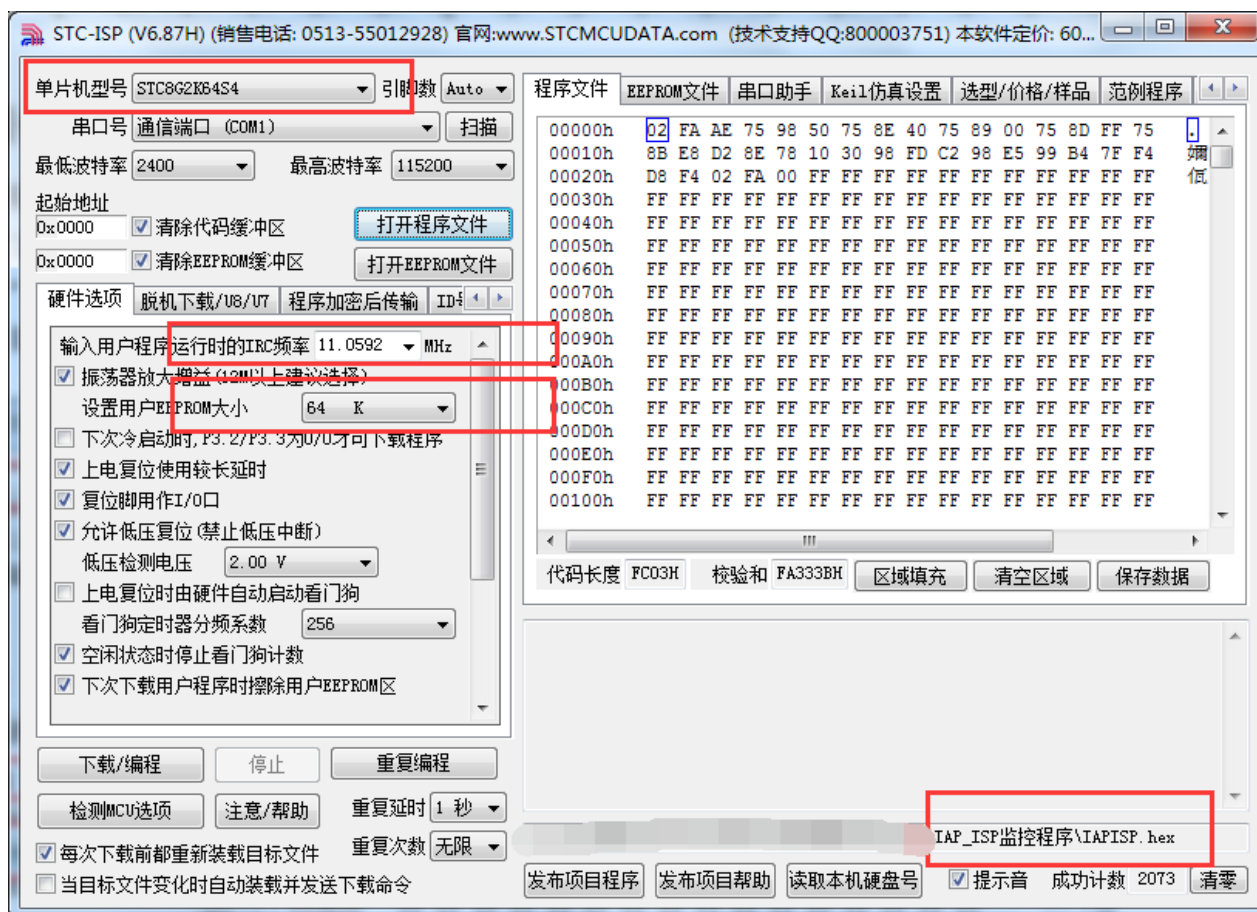 STC-ISP (V6.87H) (销售电话: 0513-55012928) 官网:www.STCMCUDATA.com (技术支持QQ:800003751) 本软件定价: 60...
单片机型号 STC8G2K64S4 引脚数 Auto
串口号 通信端口 (COM1) 扫描
最低波特率 2400 最高波特率 115200
起始地址
0x0000 清除代码缓冲区 打开程序文件
0x0000 清除EEPROM缓冲区 打开EEPROM文件
硬件选项 脱机下载/U8/U7 程序加密后传输
输入用户程序运行时的IRC频率 11.0592 MHz
振荡器放大增益(12M以上建议选择)
设置用户EEPROM大小 64 K
下次冷启动时, P3.2/P3.3为0/0才可下载程序
上电复位使用较长延时
复位脚用作I/O口
允许低压复位(禁止低压中断)
低压检测电压 2.00 V
上电复位时由硬件自动启动看门狗
看门狗定时器分频系数 256
空闲状态时停止看门狗计数
下次下载用户程序时擦除用户EEPROM区
下载/编程 停止 重复编程
检测MCU选项 注意/帮助 重复延时 1 秒
每次下载前都重新装载目标文件 重复次数 无限
当目标文件变化时自动装载并发送下载命令
程序文件 EEPROM文件 串口助手 Keil仿真设置 选型/价格/样品 范例程序
00000h 02 FA AE 75 98 50 75 8E 40 75 89 00 75 8D FF 75 .
00010h 8B E8 D2 8E 78 10 30 98 FD C2 98 E5 99 B4 7F F4
00020h D8 F4 02 FA 00 FF FF FF FF FF FF FF FF FF FF FF
00030h FF FF FF FF FF FF FF FF FF FF FF FF FF FF FF FF
00040h FF FF FF FF FF FF FF FF FF FF FF FF FF FF FF FF
00050h FF FF FF FF FF FF FF FF FF FF FF FF FF FF FF FF
00060h FF FF FF FF FF FF FF FF FF FF FF FF FF FF FF FF
00070h FF FF FF FF FF FF FF FF FF FF FF FF FF FF FF FF
00080h FF FF FF FF FF FF FF FF FF FF FF FF FF FF FF FF
00090h FF FF FF FF FF FF FF FF FF FF FF FF FF FF FF FF
000A0h FF FF FF FF FF FF FF FF FF FF FF FF FF FF FF FF
000B0h FF FF FF FF FF FF FF FF FF FF FF FF FF FF FF FF
000C0h FF FF FF FF FF FF FF FF FF FF FF FF FF FF FF FF
000D0h FF FF FF FF FF FF FF FF FF FF FF FF FF FF FF FF
000E0h FF FF FF FF FF FF FF FF FF FF FF FF FF FF FF FF
000F0h FF FF FF FF FF FF FF FF FF FF FF FF FF FF FF FF
00100h FF FF FF FF FF FF FF FF FF FF FF FF FF FF FF FF
代码长度 FC03H 校验和 FA333BH 区域填充 清空区域 保存数据
IAP_ISP监控程序\IAPISP.hex
发布项目程序 发布项目帮助 读取本机硬盘号 提示音 成功计数 2073 清零